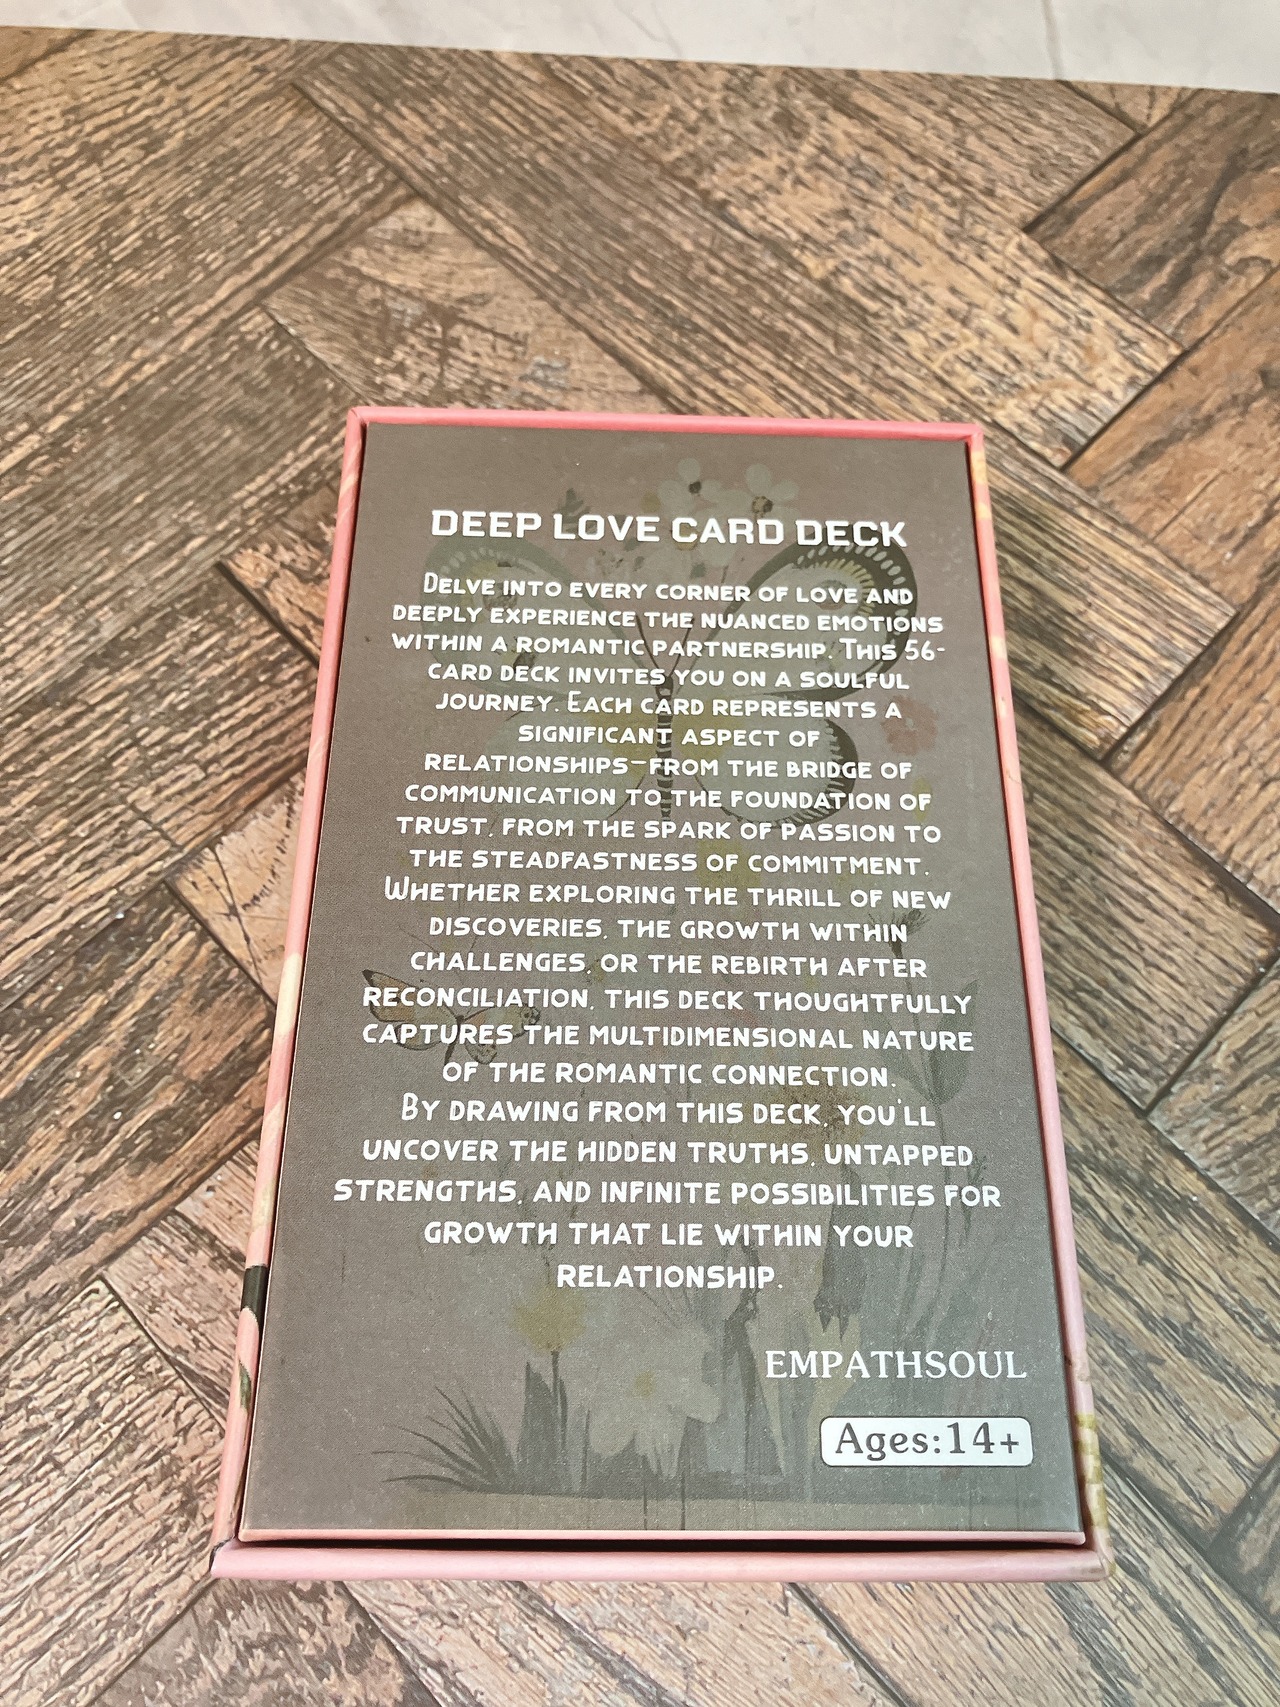 DEEP LOVE CARD DECK
DELVE INTO EVERY CORNER OF LOVE AND
DEEPLY EXPERIENCE THE NUANCED EMOTIONS
WITHIN A ROMANTIC PARTNERSHIP. THIS 56-
CARD DECK INVITES YOU ON A SOULFUL
JOURNEY. EACH CARD REPRESENTS A
SIGNIFICANT ASPECT OF
RELATIONSHIPS—FROM THE BRIDGE OF
COMMUNICATION TO THE FOUNDATION OF
TRUST, FROM THE SPARK OF PASSION TO
THE STEADFASTNESS OF COMMITMENT.
WHETHER EXPLORING THE THRILL OF NEW
DISCOVERIES, THE GROWTH WITHIN
CHALLENGES, OR THE REBIRTH AFTER
RECONCILIATION, THIS DECK THOUGHTFULLY
CAPTURES THE MULTIDIMENSIONAL NATURE
OF THE ROMANTIC CONNECTION.
BY DRAWING FROM THIS DECK, YOU'LL
UNCOVER THE HIDDEN TRUTHS, UNTAPPED
STRENGTHS, AND INFINITE POSSIBILITIES FOR
GROWTH THAT LIE WITHIN YOUR
RELATIONSHIP.
EMPATHSOUL
Ages:14+